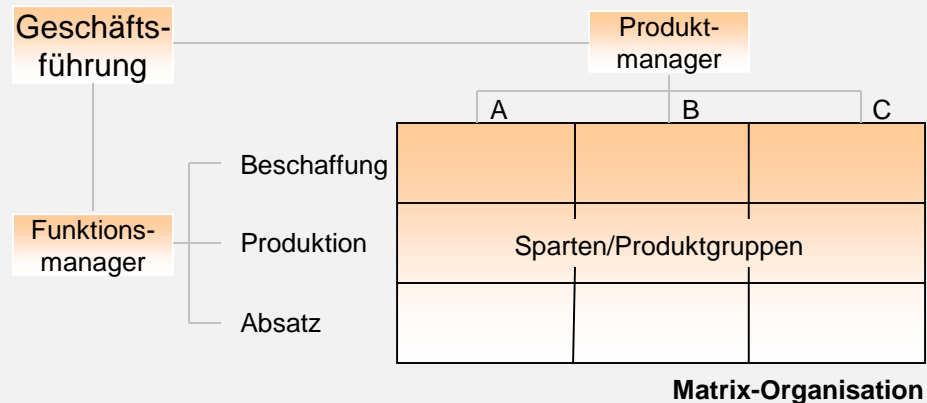 Geschäfts-
führung
Produkt-
manager
A B C
Beschaffung
Funktions-
manager
Produktion
Sparten/Produktgruppen
Absatz
Matrix-Organisation